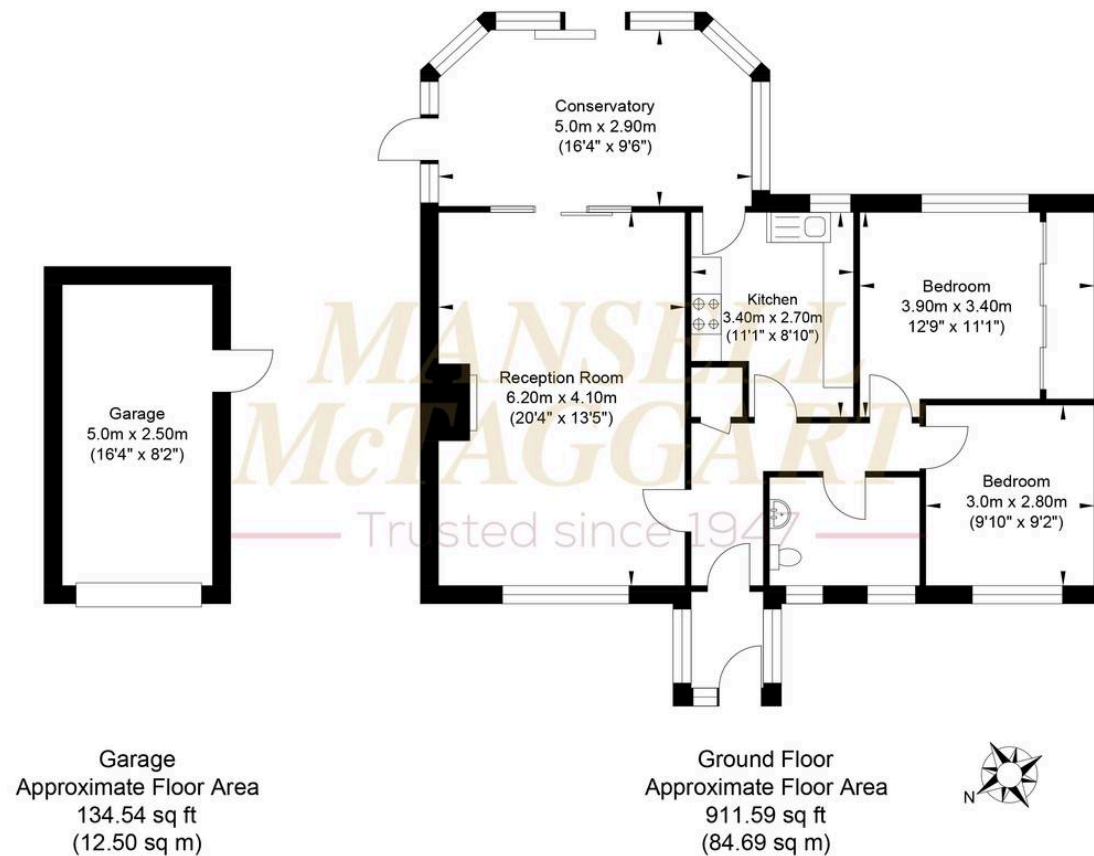 Conservatory
5.0m x 2.90m
(16'4" x 9'6")
Kitchen
3.40m x 2.70m
(11'1" x 8'10")
Bedroom
3.90m x 3.40m
12'9" x 11'1")
Reception Room
6.20m x 4.10m
(20'4" x 13'5")
Garage
5.0m x 2.50m
(16'4" x 8'2")
Bedroom
3.0m x 2.80m
(9'10" x 9'2")
MANSELL
McTAGGART
Trusted since 1947
Garage
Approximate Floor Area
134.54 sq ft
(12.50 sq m)
Ground Floor
Approximate Floor Area
911.59 sq ft
(84.69 sq m)
N